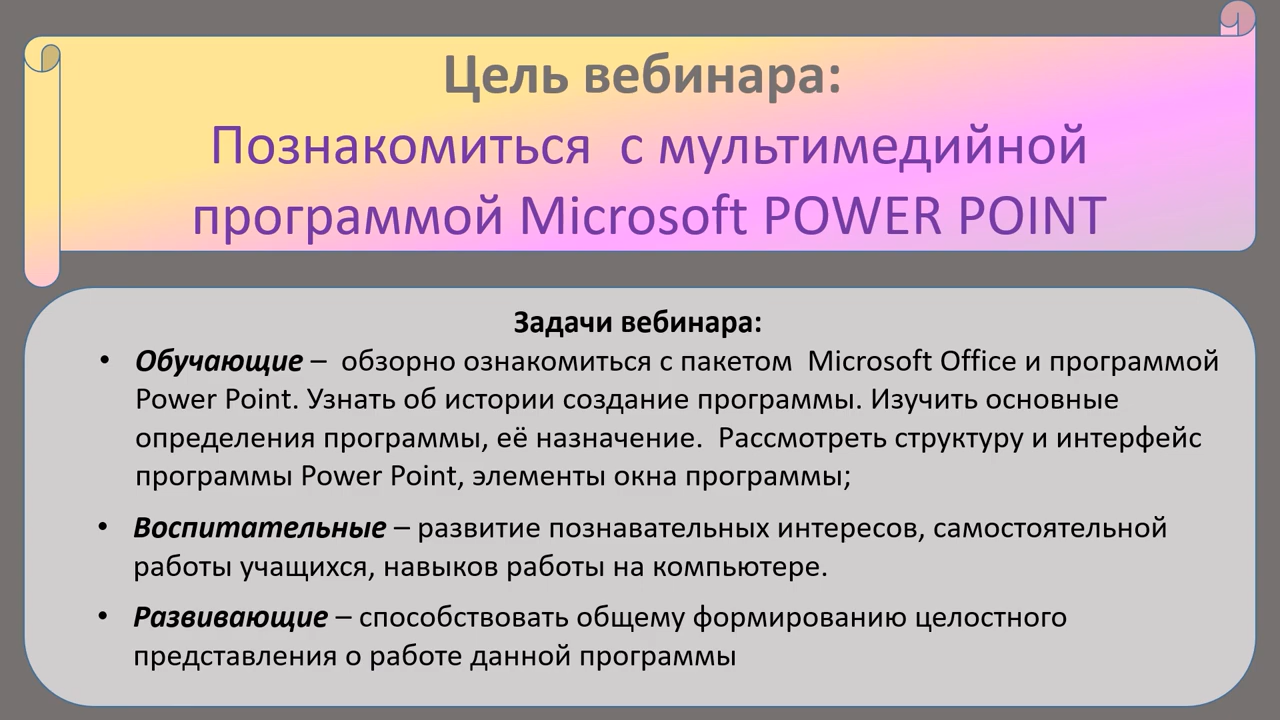 Цель вебинара:
Познакомиться с мультимедийной
программой Microsoft POWER POINT
Задачи вебинара:
• Обучающие – обзорно ознакомиться с пакетом Microsoft Office и программой
Power Point. Узнать об истории создание программы. Изучить основные
определения программы, её назначение. Рассмотреть структуру и интерфейс
программы Power Point, элементы окна программы;
• Воспитательные – развитие познавательных интересов, самостоятельной
работы учащихся, навыков работы на компьютере.
• Развивающие – способствовать общему формированию целостного
представления о работе данной программы